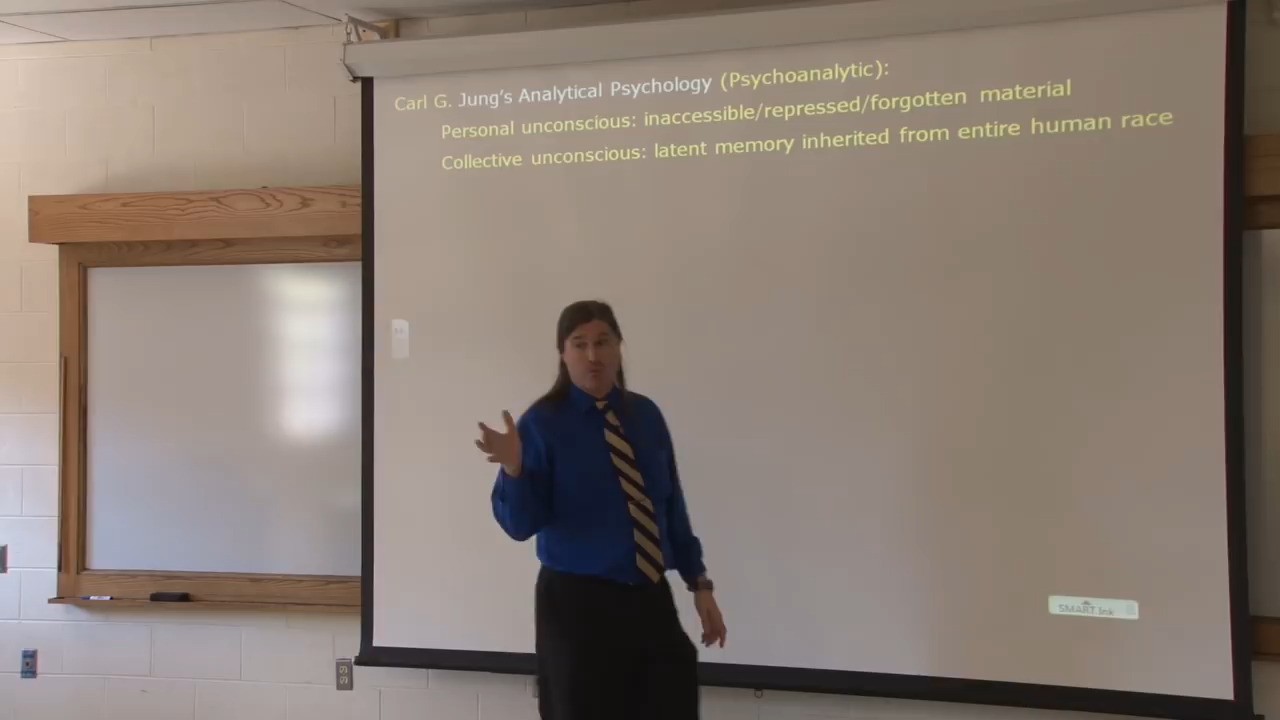 Carl G. Jung's Analytical Psychology (Psychoanalytic):
Personal unconscious: inaccessible/repressed/forgotten material
Collective unconscious: latent memory inherited from entire human race
SMART Ink